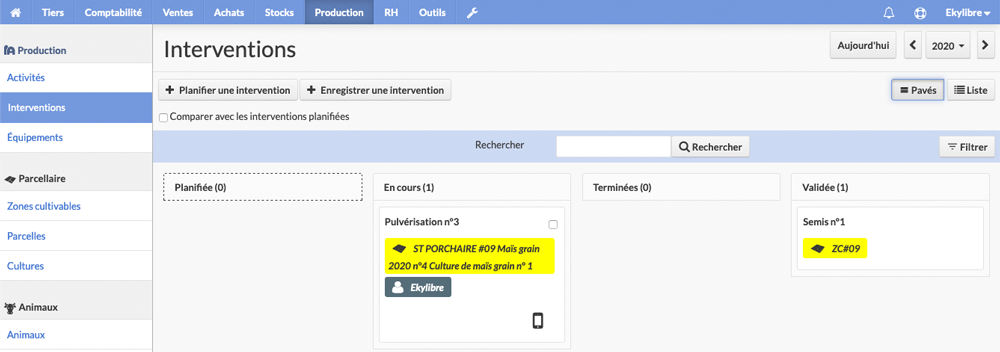 Tiers Comptabilité Ventes Achats Stocks Production RH Outils Ekylibre
Production
Activités
Interventions
Équipements
Parcellaire
Zones cultivables
Parcelles
Cultures
Animaux
Animaux
Interventions
Aujourd'hui 2020
Planifier une intervention Enregistrer une intervention Pavés Liste
Comparer avec les interventions planifiées
Rechercher Rechercher Filtrer
Planifiée (0)
En cours (1)
Pulvérisation n°3
ST PORCHAIRE #09 Maïs grain
2020 n°4 Culture de maïs grain n° 1
Ekylibre
Terminées (0)
Validée (1)
Semis n°1
ZC#09